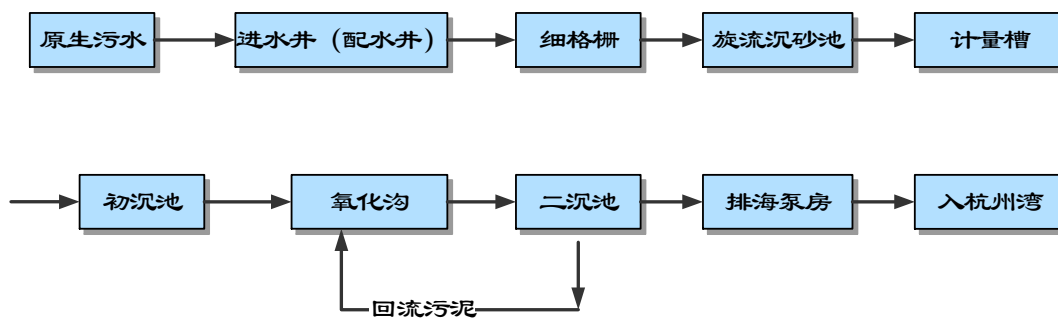 原生污水
进水井（配水井）
细格栅
旋流沉砂池
计量槽
初沉池
氧化沟
二沉池
排海泵房
入杭州湾
回流污泥